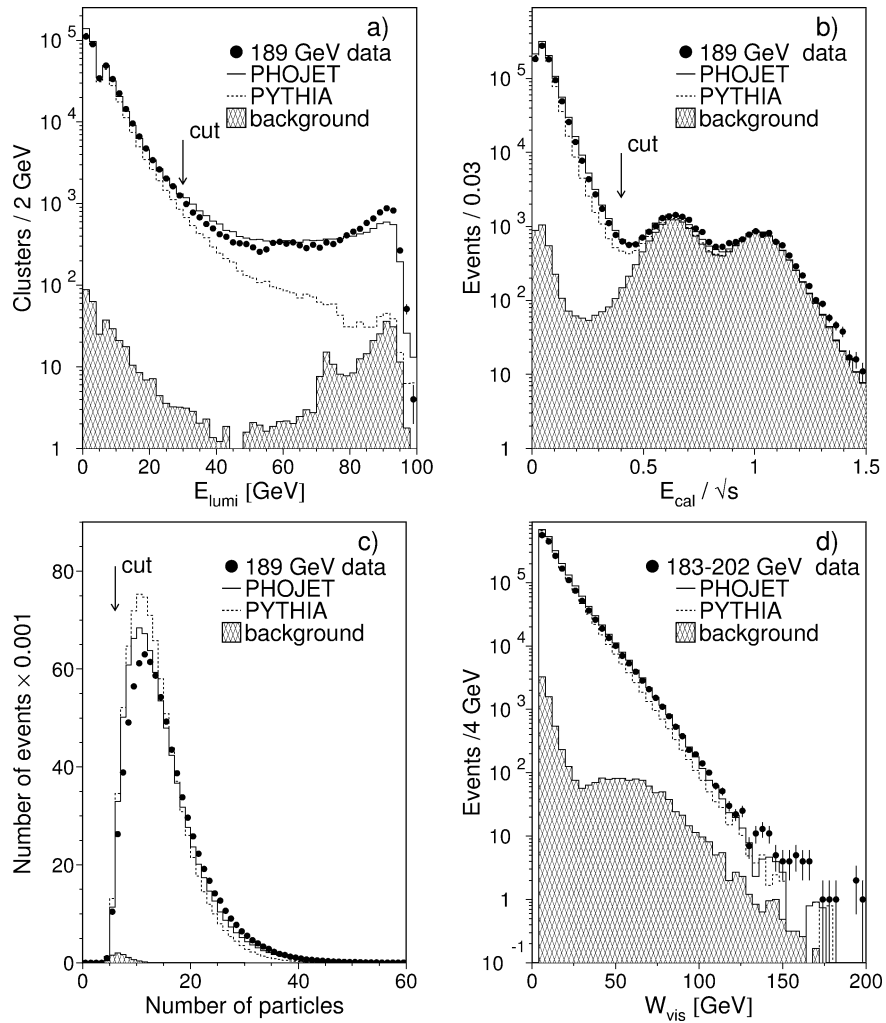 a)
189 GeV data
PHOJET
PYTHIA
background
cut
Clusters / 2 GeV
10^5
10^4
10^3
10^2
10
1
0 20 40 60 80 100
E_lumi [GeV]
b)
189 GeV data
PHOJET
PYTHIA
background
cut
Events / 0.03
10^5
10^4
10^3
10^2
10
1
0 0.5 1 1.5
E_cal / √s
c)
189 GeV data
PHOJET
PYTHIA
background
cut
Number of events × 0.001
80
60
40
20
0
0 20 40 60
Number of particles
d)
183-202 GeV data
PHOJET
PYTHIA
background
Events /4 GeV
10^5
10^4
10^3
10^2
10
1
10^-1
0 50 100 150 200
W_vis [GeV]